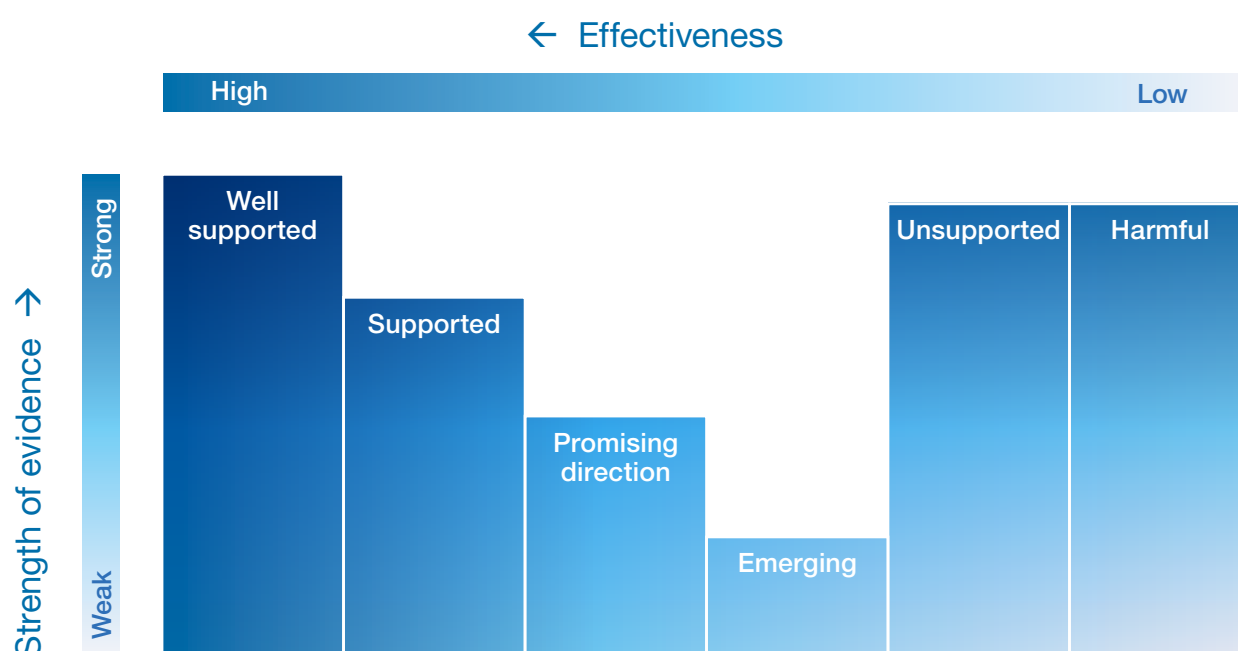 ← Effectiveness
High
Low
Strength of evidence →
Strong
Weak
Well
supported
Supported
Promising
direction
Emerging
Unsupported
Harmful